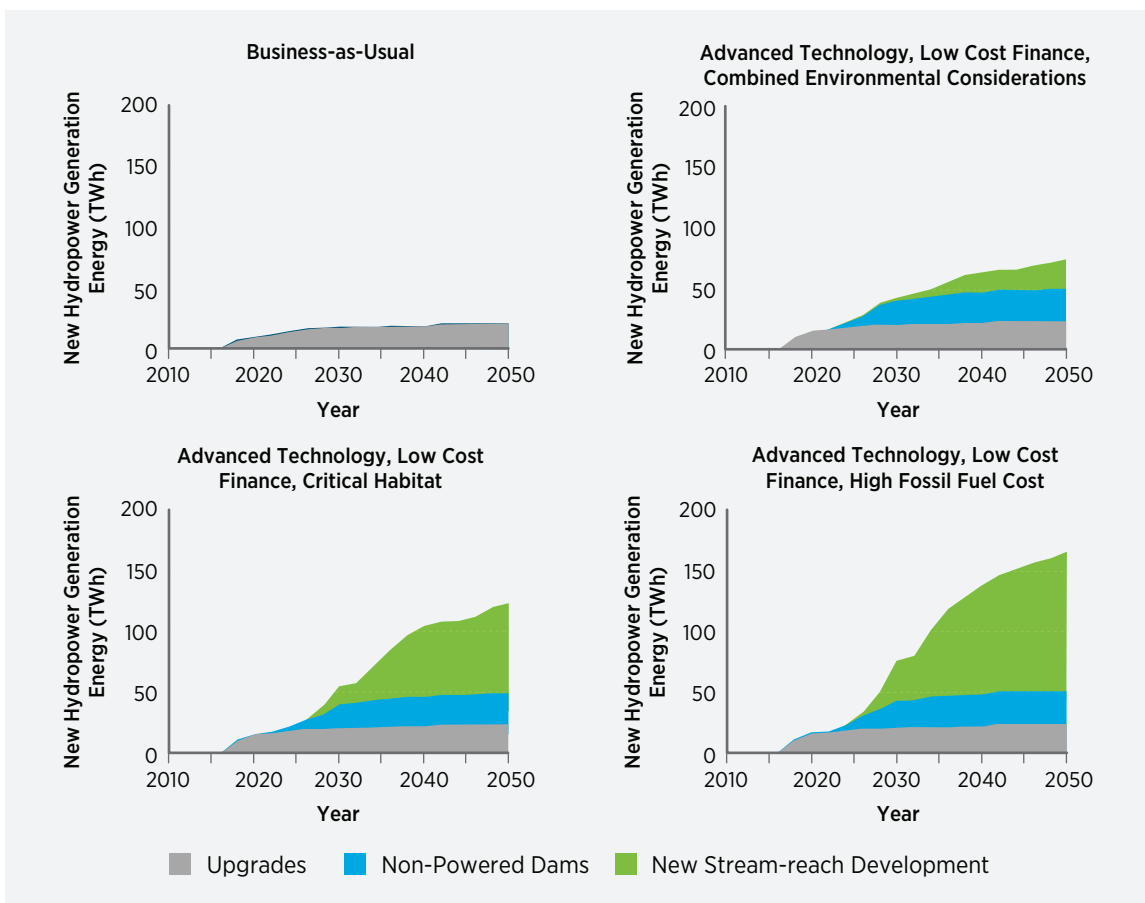 Business-as-Usual
New Hydropower Generation
Energy (TWh)
200
150
100
50
0
2010
2020
2030
2040
2050
Year
Advanced Technology, Low Cost Finance,
Combined Environmental Considerations
New Hydropower Generation
Energy (TWh)
200
150
100
50
0
2010
2020
2030
2040
2050
Year
Advanced Technology, Low Cost
Finance, Critical Habitat
New Hydropower Generation
Energy (TWh)
200
150
100
50
0
2010
2020
2030
2040
2050
Year
Advanced Technology, Low Cost
Finance, High Fossil Fuel Cost
New Hydropower Generation
Energy (TWh)
200
150
100
50
0
2010
2020
2030
2040
2050
Year
Upgrades
Non-Powered Dams
New Stream-reach Development